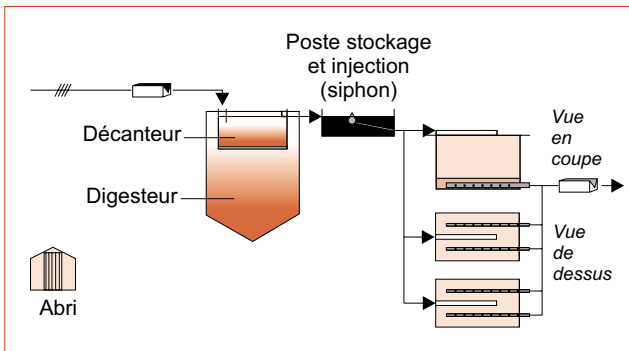 Poste stockage
et injection
(siphon)
Décanteur
Digesteur
Vue
en
coupe
Vue
de
dessus
Abri